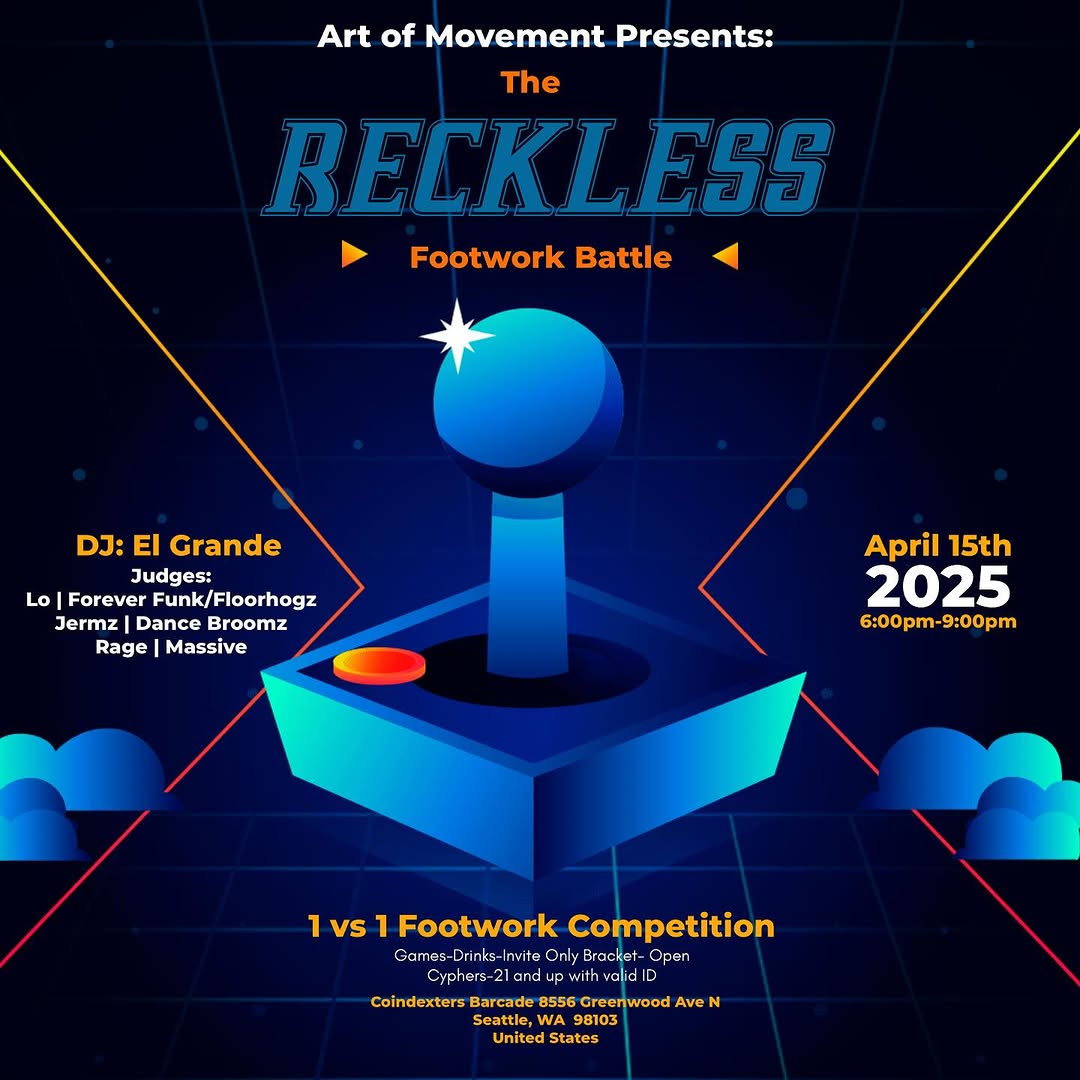 Art of Movement Presents:
The
RECKLESS
Footwork Battle
DJ: El Grande
Judges:
Lo | Forever Funk/Floorhogz
Jermz | Dance Broomz
Rage | Massive
April 15th
2025
6:00pm-9:00pm
1 vs 1 Footwork Competition
Games-Drinks-Invite Only Bracket- Open
Cyphers-21 and up with valid ID
Coindexters Barcade 8556 Greenwood Ave N
Seattle, WA 98103
United States